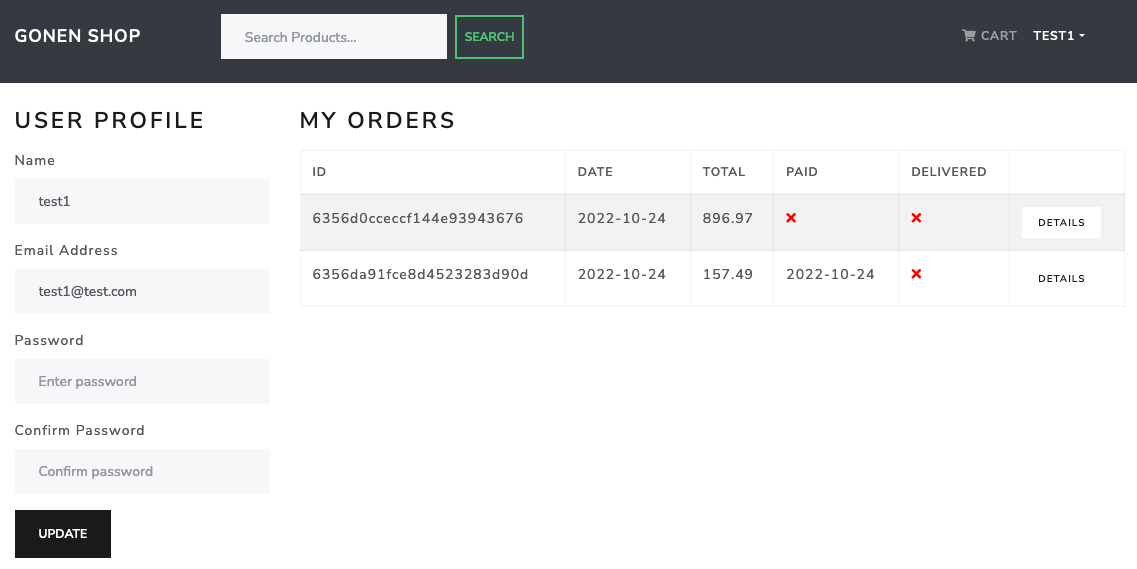 GONEN SHOP
Search Products...
SEARCH
CART
TEST1
USER PROFILE
Name
test1
Email Address
test1@test.com
Password
Enter password
Confirm Password
Confirm password
UPDATE
MY ORDERS
ID DATE TOTAL PAID DELIVERED
6356d0cceccf144e93943676 2022-10-24 896.97 DETAILS
6356da91fce8d4523283d90d 2022-10-24 157.49 2022-10-24 DETAILS